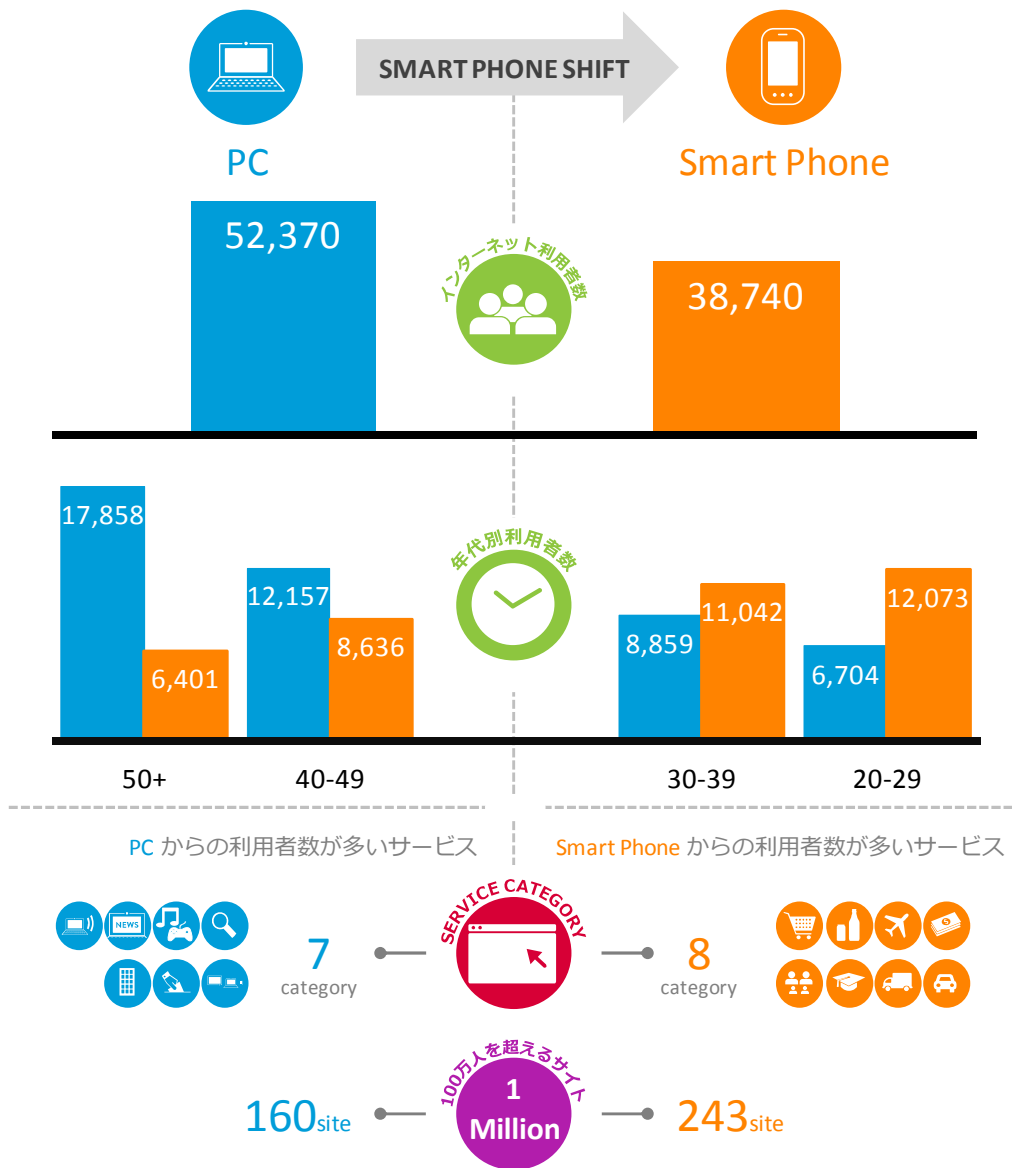 SMART PHONE SHIFT
PC
Smart Phone
52,370
インターネット利用者数
38,740
17,858
6,401
12,157
8,636
年代別利用者数
8,859
11,042
6,704
12,073
50+
40-49
30-39
20-29
PC からの利用者数が多いサービス
Smart Phone からの利用者数が多いサービス
SERVICE CATEGORY
NEWS
7
category
8
category
100万人を超えるサイト
1
Million
160site
243site